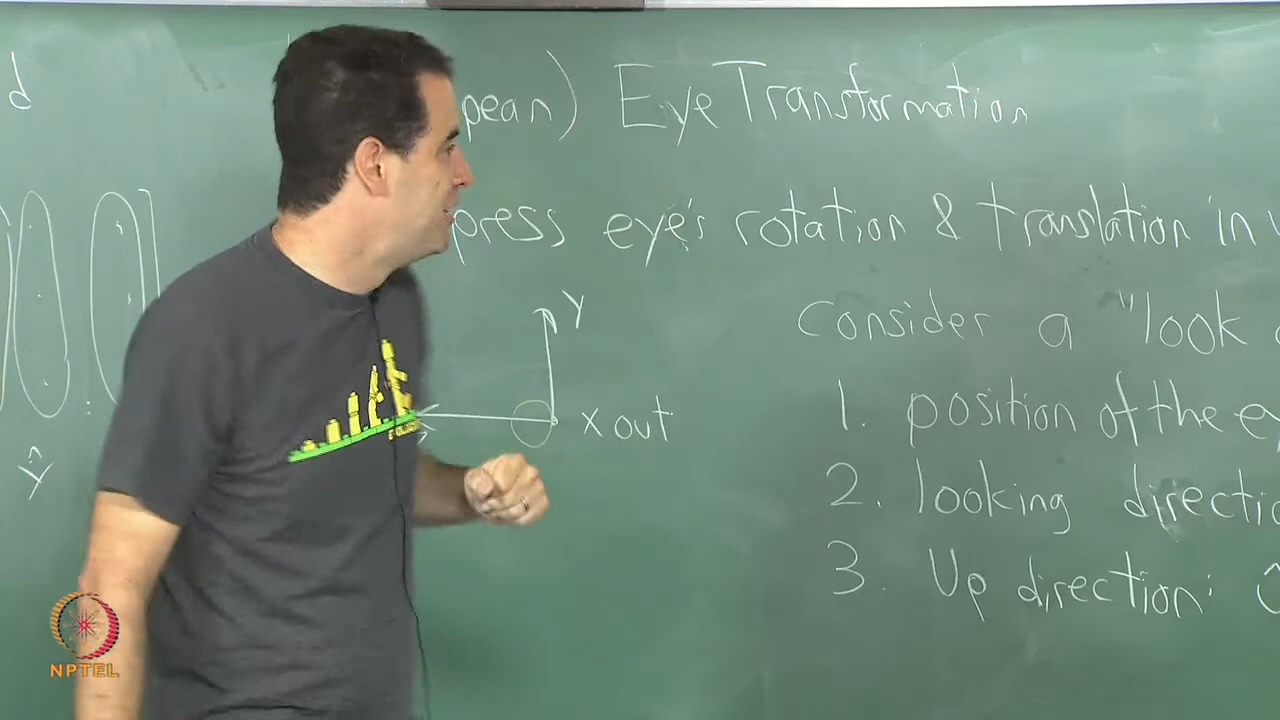 d
pean) Eye Transformation
press eye's rotation & translation in
Y
Consider a "look
X out
1. position of the
ŷ
2. looking
3. Up direction:
NPTEL